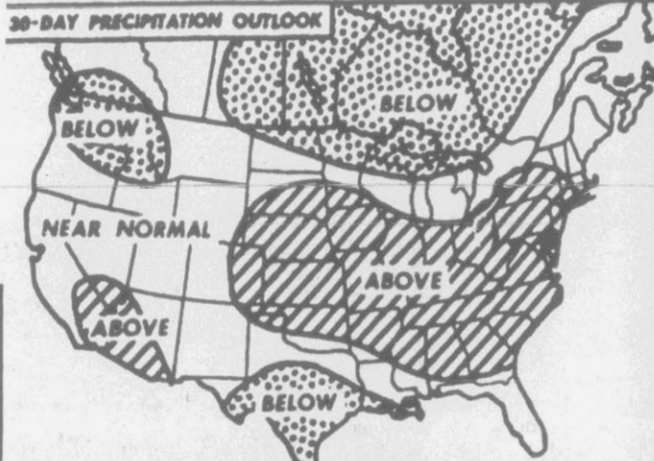 30-DAY PRECIPITATION OUTLOOK
BELOW
BELOW
NEAR NORMAL
ABOVE
ABOVE
BELOW